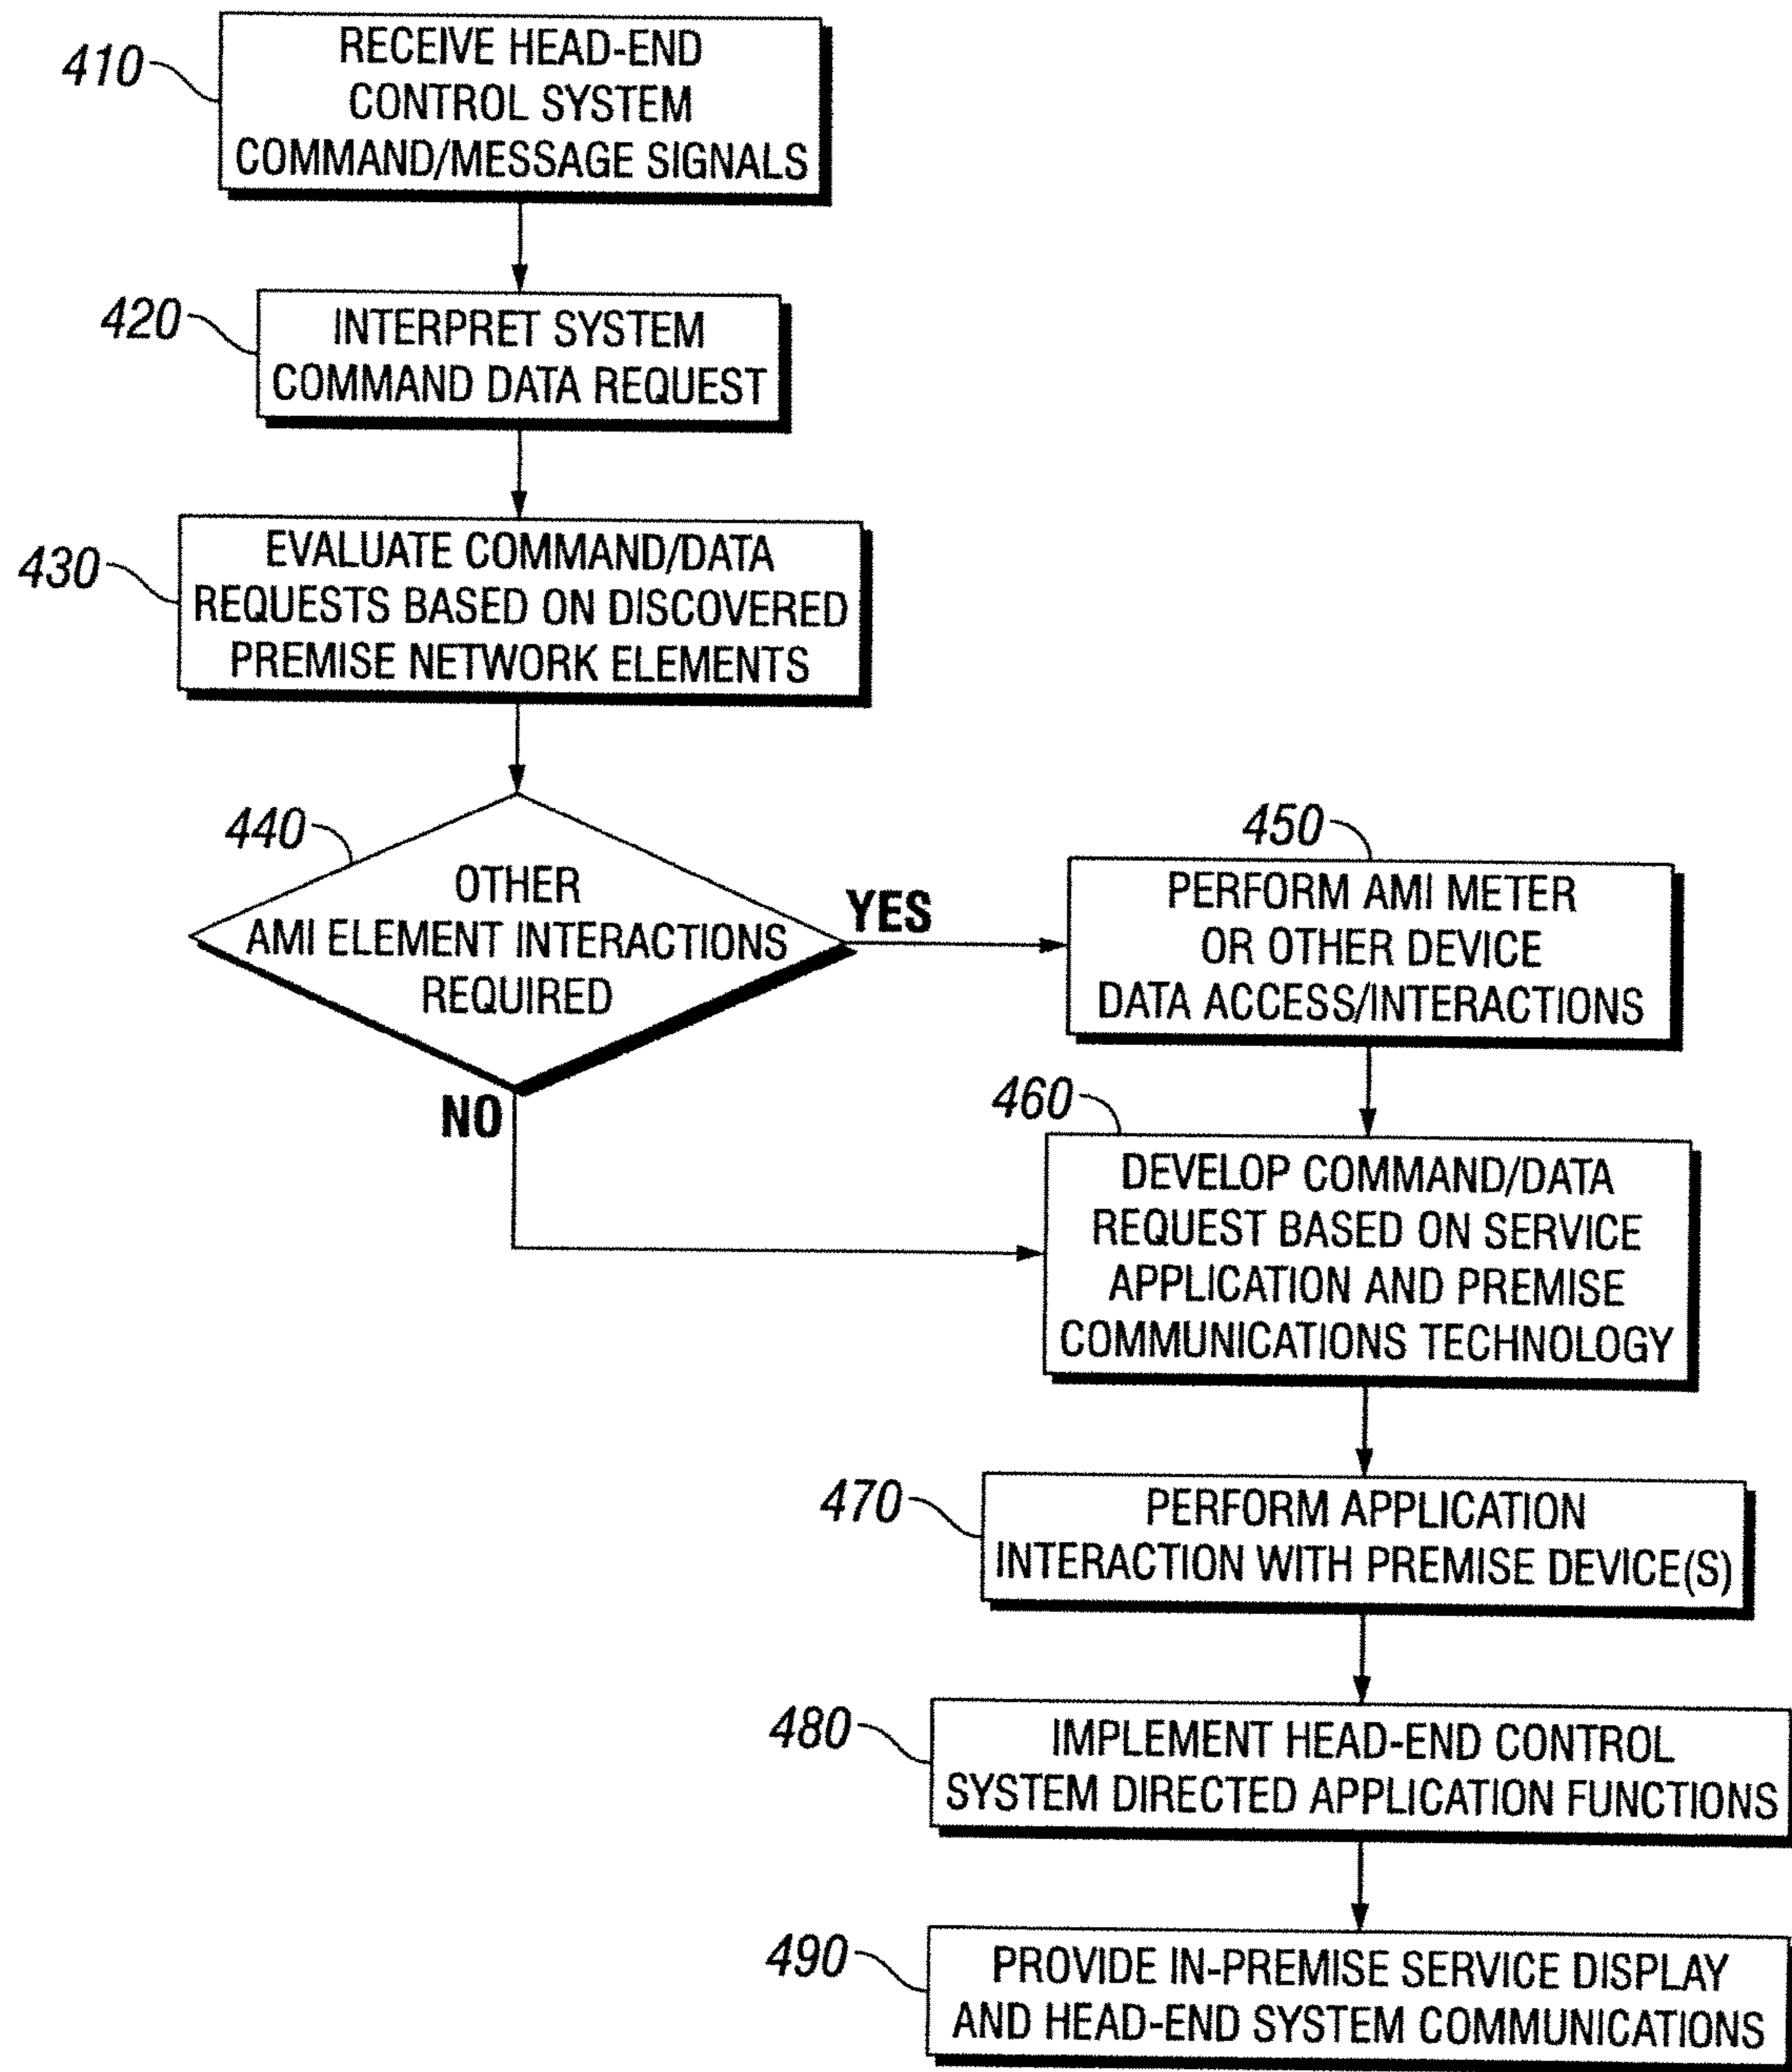 410
RECEIVE HEAD-END
CONTROL SYSTEM
COMMAND/MESSAGE SIGNALS
420
INTERPRET SYSTEM
COMMAND DATA REQUEST
430
EVALUATE COMMAND/DATA
REQUESTS BASED ON DISCOVERED
PREMISE NETWORK ELEMENTS
440
OTHER
AMI ELEMENT INTERACTIONS
REQUIRED
YES
NO
450
PERFORM AMI METER
OR OTHER DEVICE
DATA ACCESS/INTERACTIONS
460
DEVELOP COMMAND/DATA
REQUEST BASED ON SERVICE
APPLICATION AND PREMISE
COMMUNICATIONS TECHNOLOGY
470
PERFORM APPLICATION
INTERACTION WITH PREMISE DEVICE(S)
480
IMPLEMENT HEAD-END CONTROL
SYSTEM DIRECTED APPLICATION FUNCTIONS
490
PROVIDE IN-PREMISE SERVICE DISPLAY
AND HEAD-END SYSTEM COMMUNICATIONS